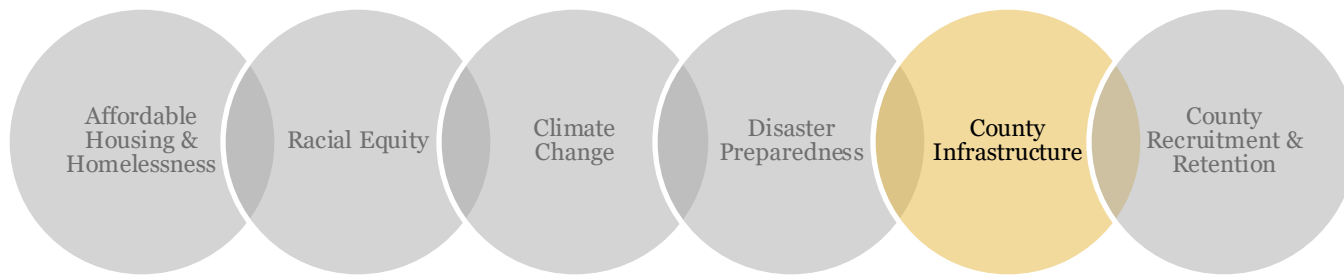 Affordable
Housing &
Homelessness
Racial Equity
Climate
Change
Disaster
Preparedness
County
Infrastructure
County
Recruitment &
Retention